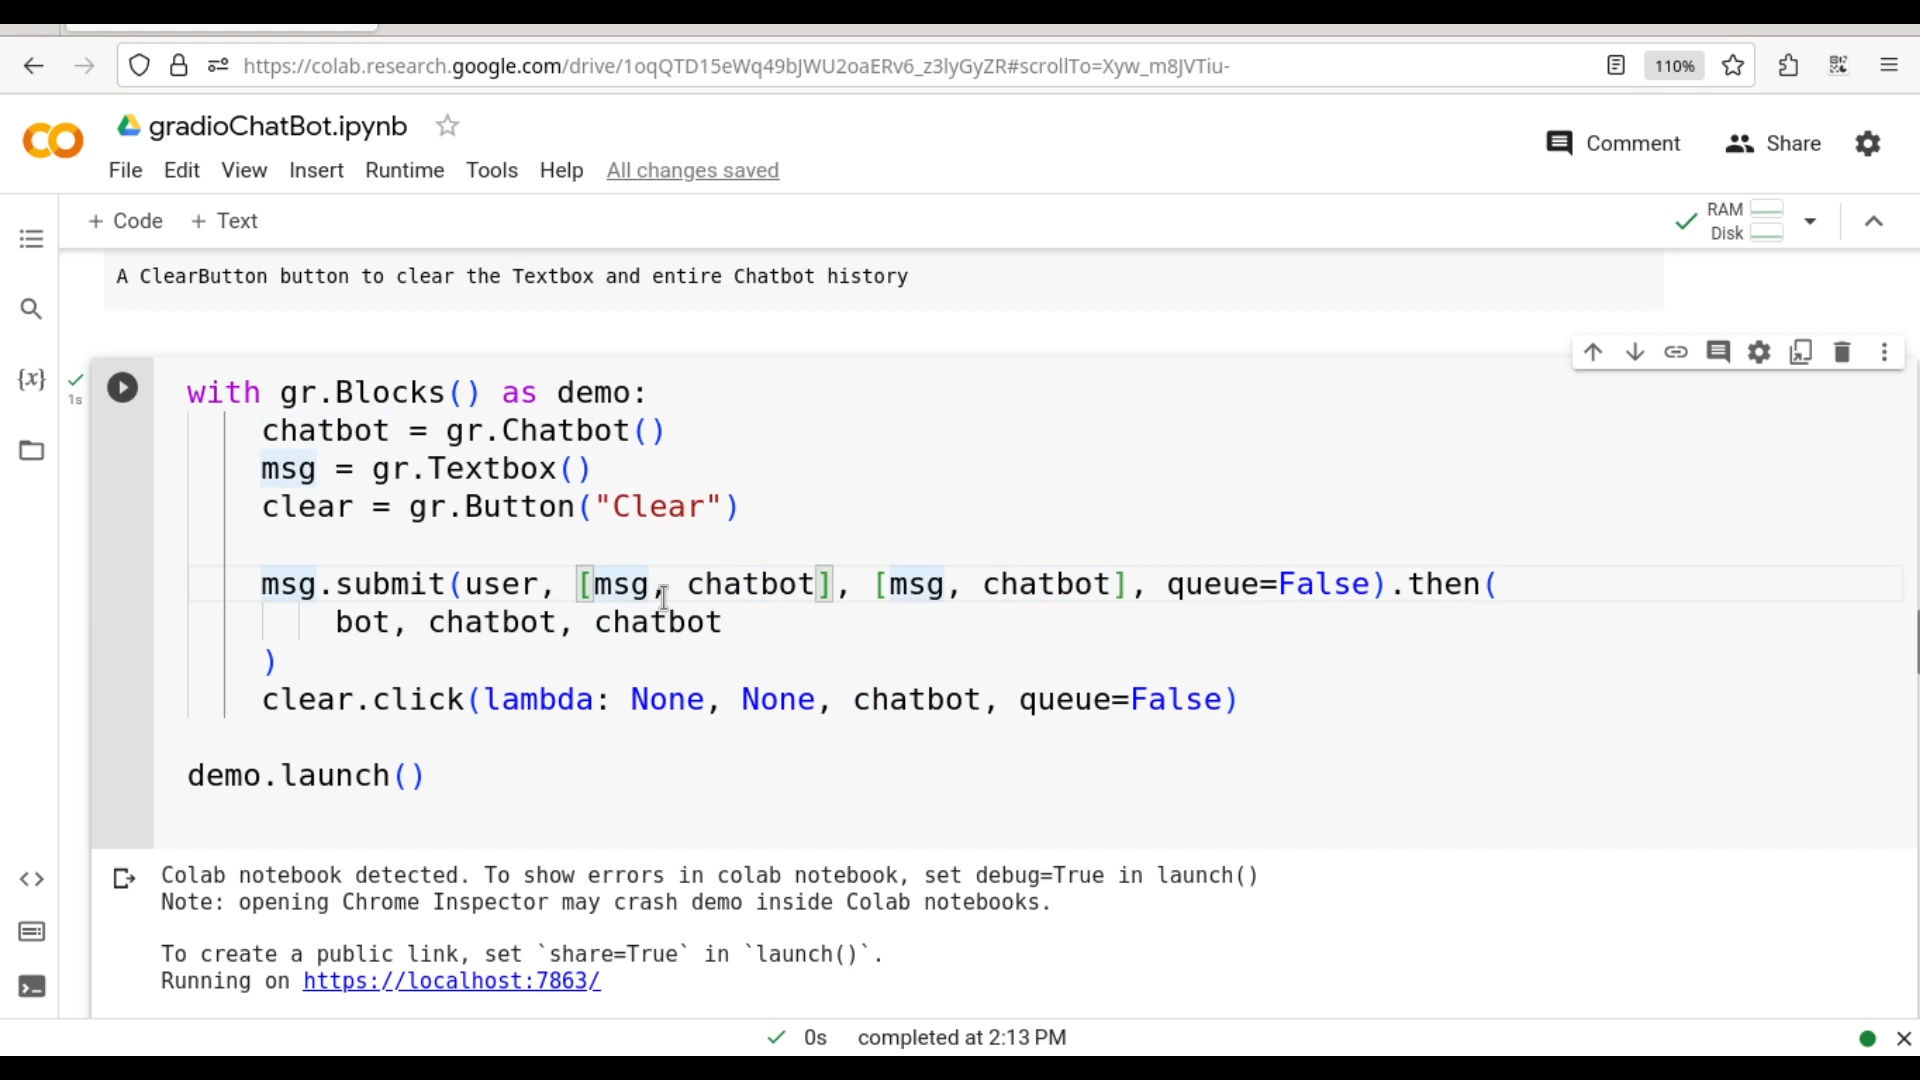 https://colab.research.google.com/drive/1oqQTD15eWq49bJWU2oaERv6_z3lyGyZR#scrollTo=Xyw_m8JVTiu-
110%
gradioChatBot.ipynb
Comment
Share
File Edit View Insert Runtime Tools Help All changes saved
+ Code + Text
RAM
Disk
A ClearButton button to clear the Textbox and entire Chatbot history
{x}
1s
with gr.Blocks() as demo:
    chatbot = gr.Chatbot()
    msg = gr.Textbox()
    clear = gr.Button("Clear")
    msg.submit(user, [msg, chatbot], [msg, chatbot], queue=False).then(
        bot, chatbot, chatbot
    )
    clear.click(lambda: None, None, chatbot, queue=False)
demo.launch()
Colab notebook detected. To show errors in colab notebook, set debug=True in launch()
Note: opening Chrome Inspector may crash demo inside Colab notebooks.
To create a public link, set `share=True` in `launch()`.
Running on https://localhost:7863/
0s completed at 2:13 PM